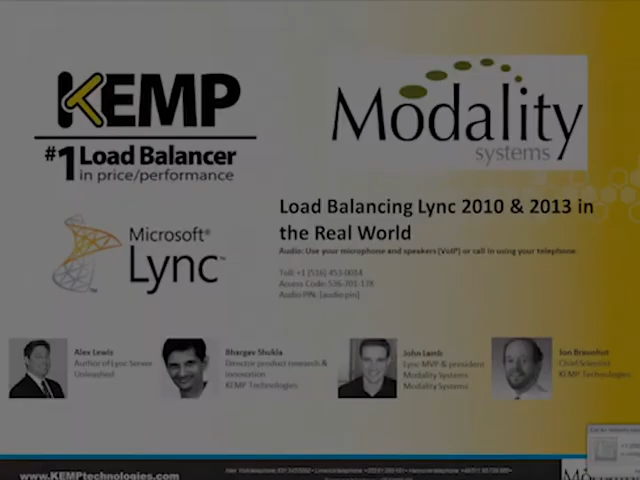 KEMP
#1 Load Balancer
in price/performance
Modality
systems
Microsoft®
Lync™
Load Balancing Lync 2010 & 2013 in
the Real World
Audio: Use your microphone and speakers (VoIP) or call in using your telephone.
Toll: +1 (516) 453-0014
Access Code: 536-701-178
Audio PIN: [audio pin]
Alex Lewis
Author of Lync Server
Unleashed
Bhargav Shukla
Director product research &
innovation
KEMP Technologies
John Lamb
Lync MVP & president
Modality Systems
Modality Systems
Jon Braunhut
Chief Scientist
KEMP Technologies
www.KEMPtechnologies.com